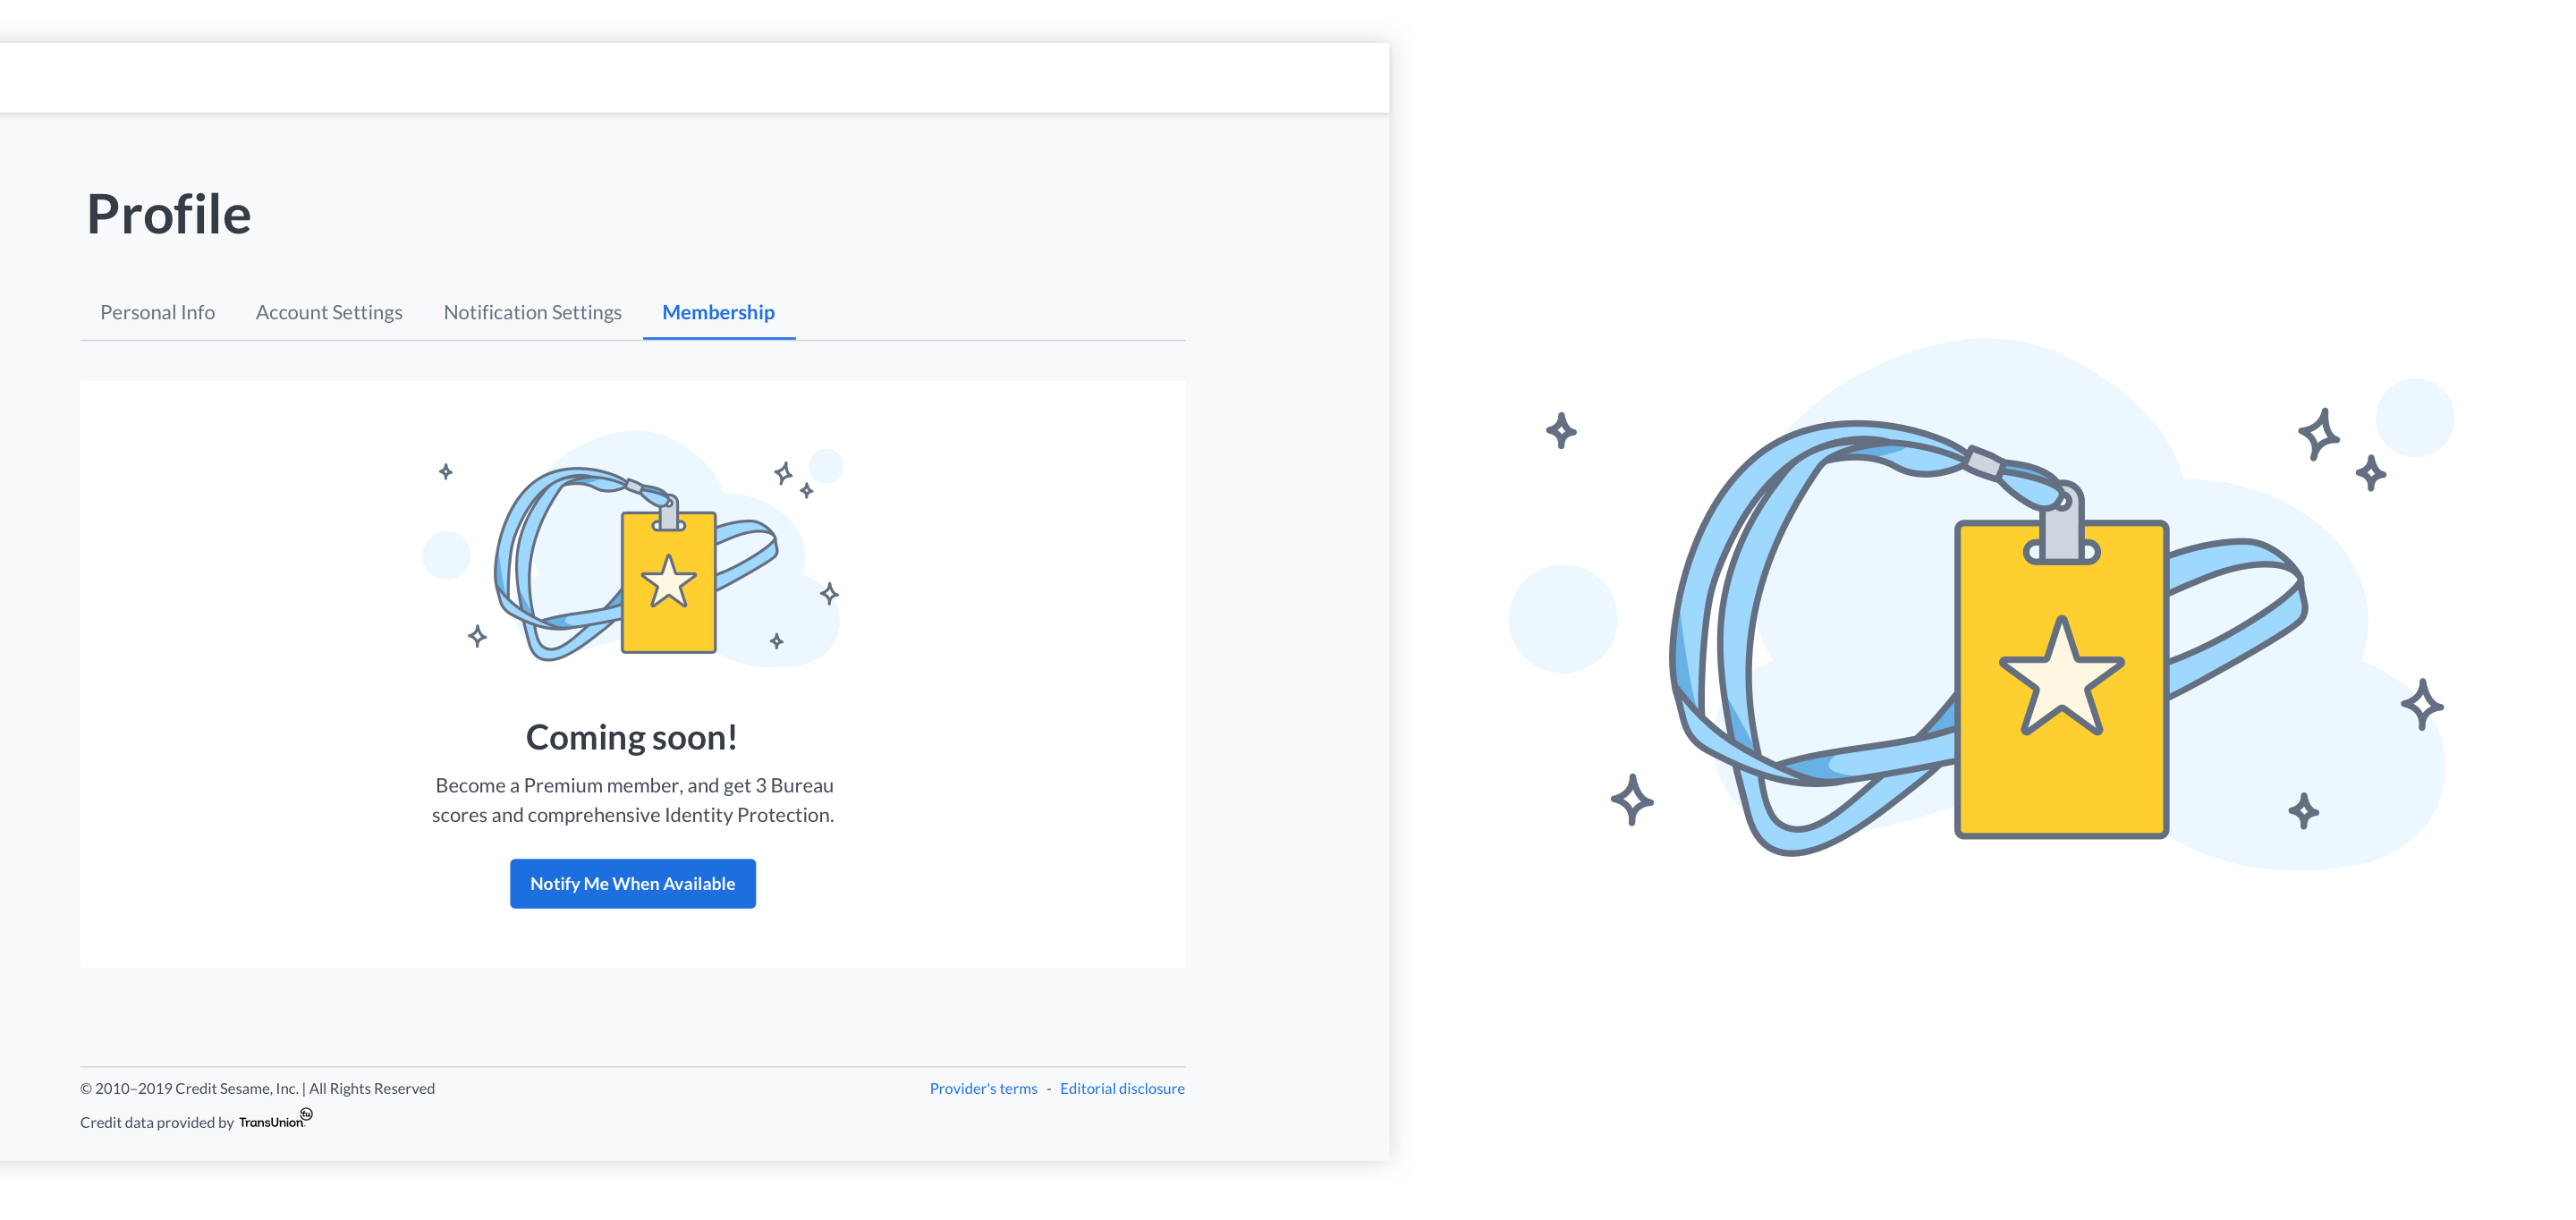 Profile
Personal Info Account Settings Notification Settings Membership
Coming soon!
Become a Premium member, and get 3 Bureau
scores and comprehensive Identity Protection.
Notify Me When Available
© 2010–2019 Credit Sesame, Inc. | All Rights Reserved
Provider's terms - Editorial disclosure
Credit data provided by TransUnion tu